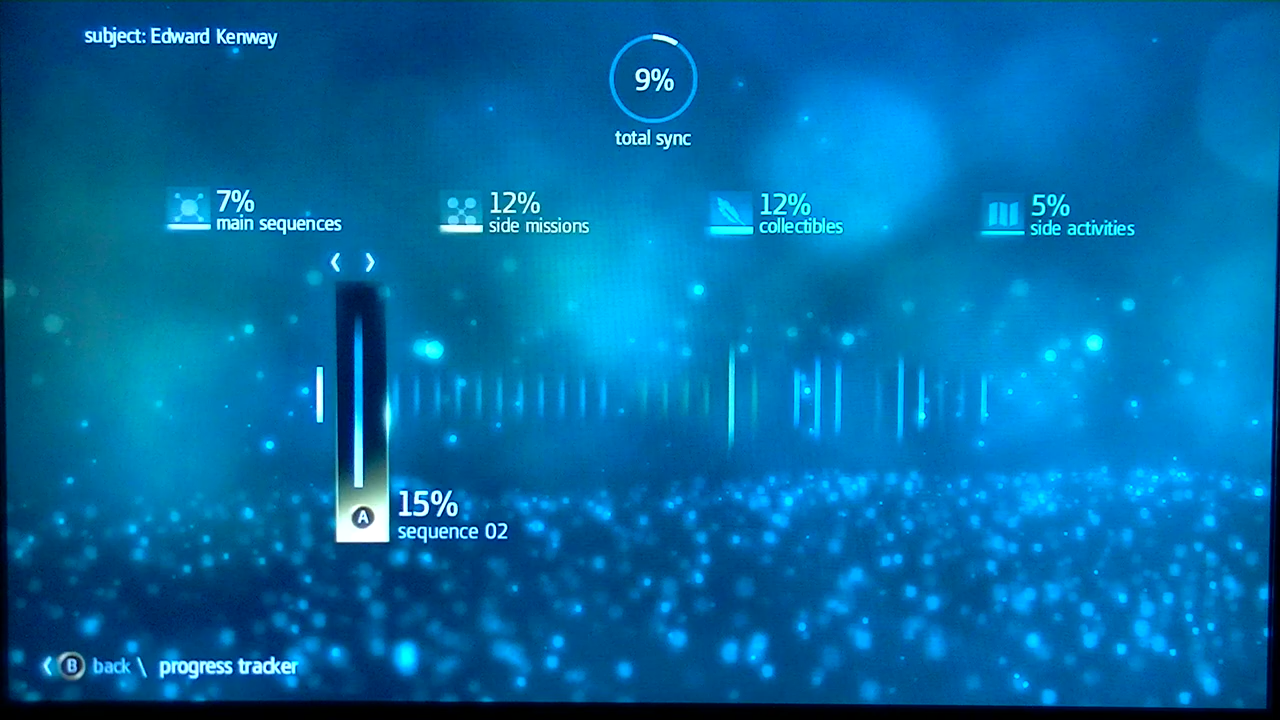 subject: Edward Kenway
9%
total sync
7%
main sequences
12%
side missions
12%
collectibles
5%
side activities
A
15%
sequence 02
B back \ progress tracker